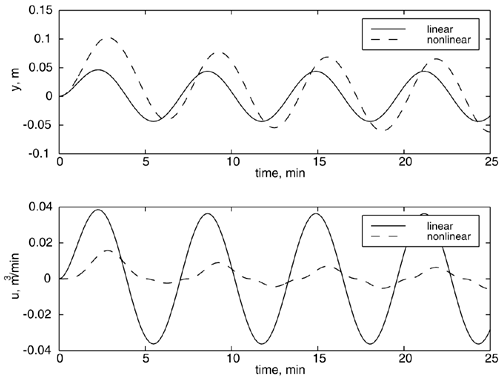 0.15
0.1
0.05
0
-0.05
-0.1
y, m
linear
nonlinear
0 5 10 15 20 25
time, min
0.04
0.02
0
-0.02
-0.04
u, m³/min
linear
nonlinear
0 5 10 15 20 25
time, min